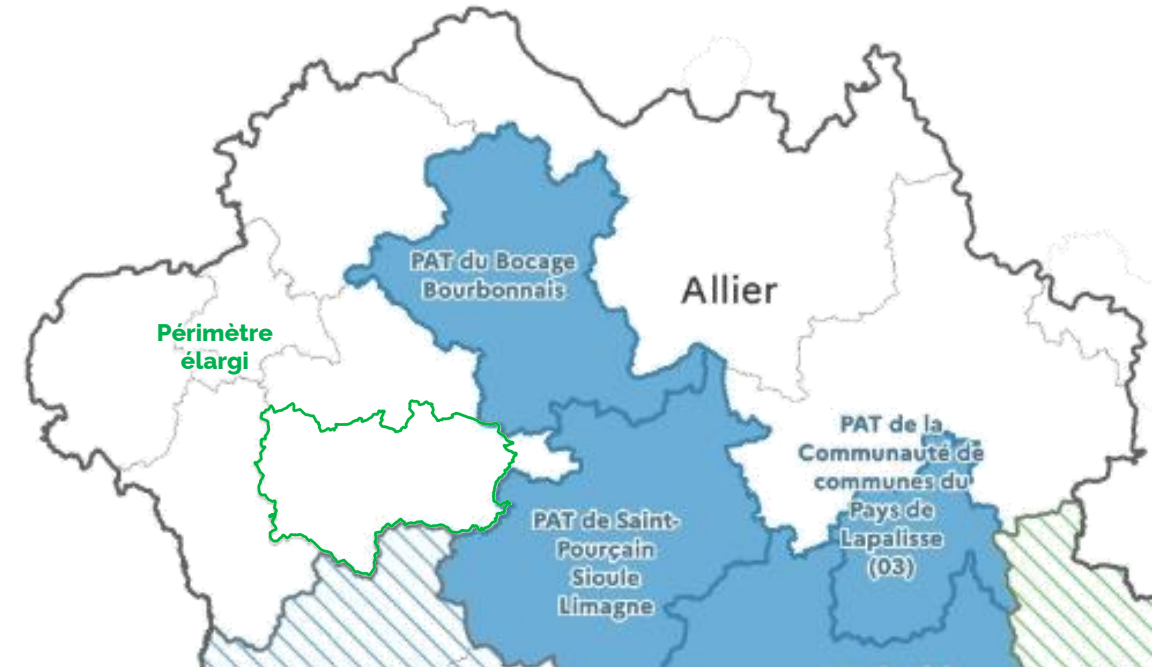 PAT du Bocage
Bourbonnais
Allier
Périmètre
élargi
PAT de la
Communauté de
communes du
Pays de
Lapalisse
(03)
PAT de Saint-
Pourçain
Sioule
Limagne